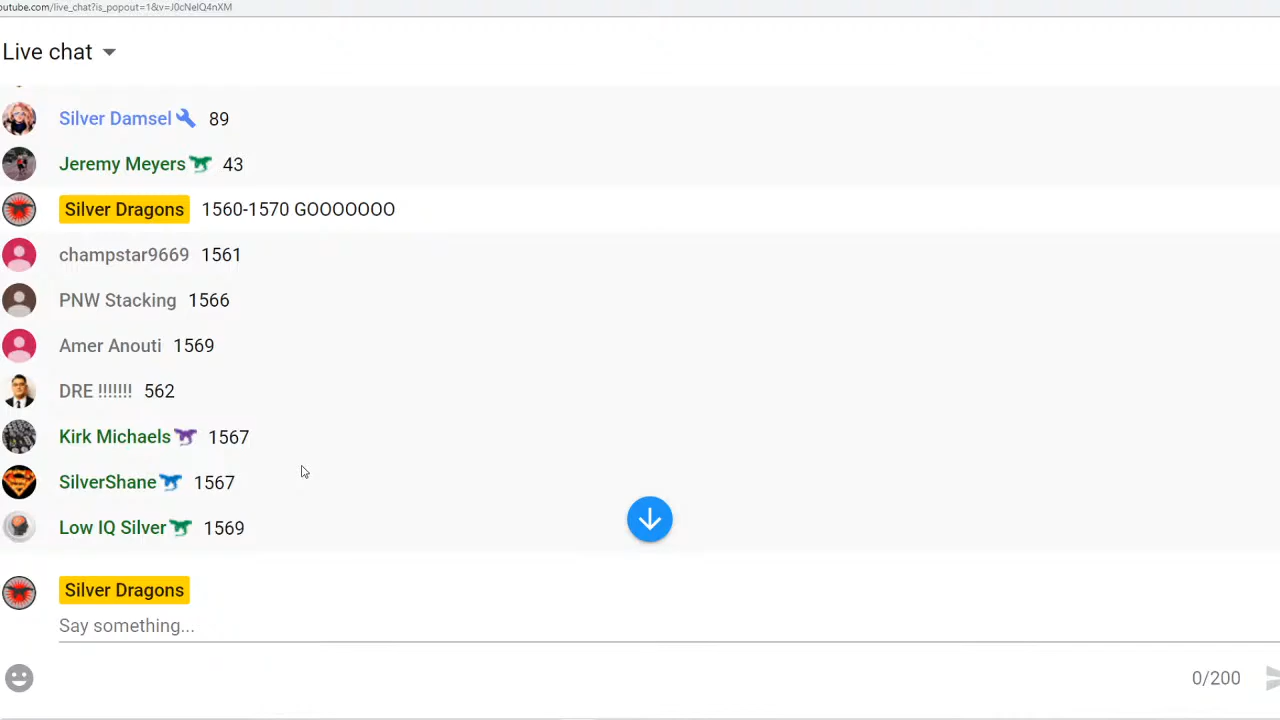 outube.com/live_chat?is_popout=1&v=J0cNeIQ4nXM
Live chat
Silver Damsel 89
Jeremy Meyers 43
Silver Dragons 1560-1570 GOOOOOOO
champstar9669 1561
PNW Stacking 1566
Amer Anouti 1569
DRE !!!!!!! 562
Kirk Michaels 1567
SilverShane 1567
Low IQ Silver 1569
Silver Dragons
Say something...
0/200